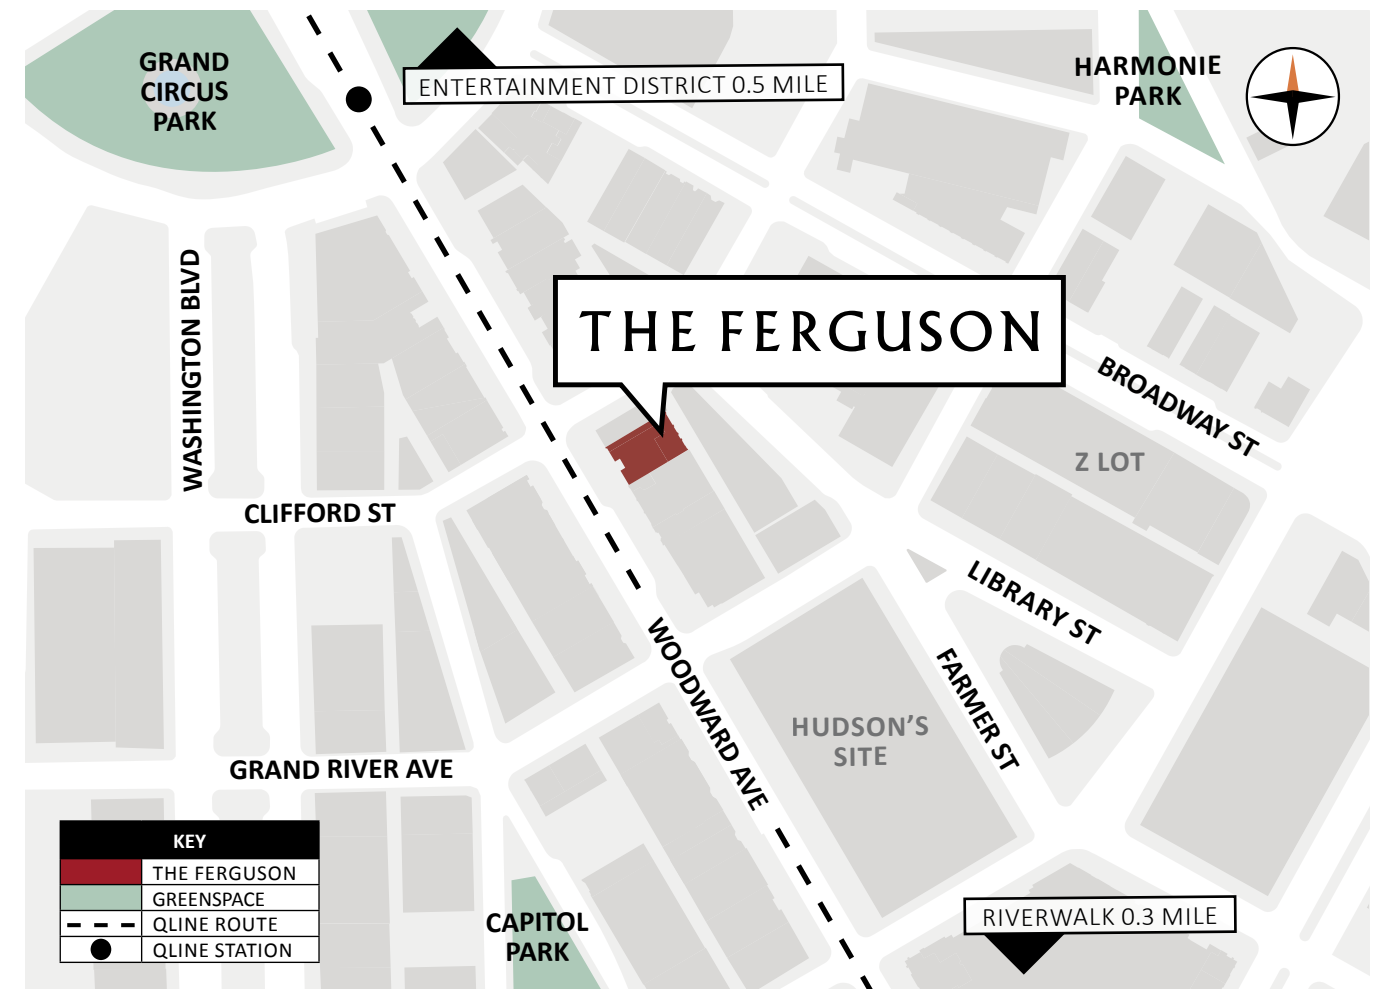 GRAND
CIRCUS
PARK
ENTERTAINMENT DISTRICT 0.5 MILE
HARMONIE
PARK
WASHINGTON BLVD
THE FERGUSON
BROADWAY ST
Z LOT
CLIFFORD ST
LIBRARY ST
WOODWARD AVE
FARMER ST
HUDSON'S
SITE
GRAND RIVER AVE
KEY
THE FERGUSON
GREENSPACE
QLINE ROUTE
QLINE STATION
CAPITOL
PARK
RIVERWALK 0.3 MILE